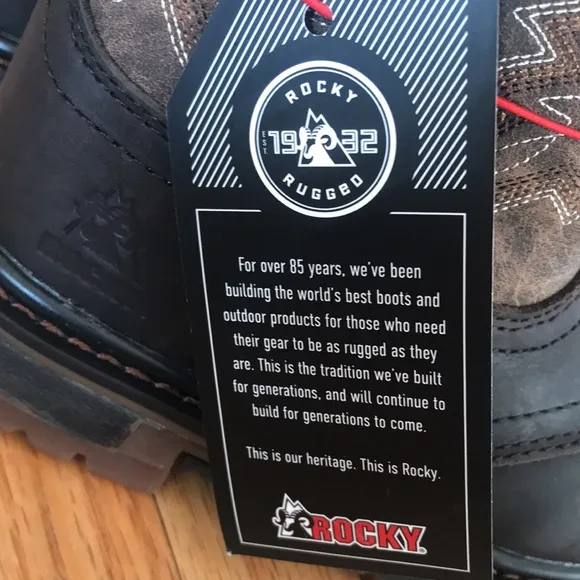 ROCKY
EST 1932
RUGGED
For over 85 years, we've been
building the world's best boots and
outdoor products for those who need
their gear to be as rugged as they
are. This is the tradition we've built
for generations, and will continue to
build for generations to come.
This is our heritage. This is Rocky.
ROCKY